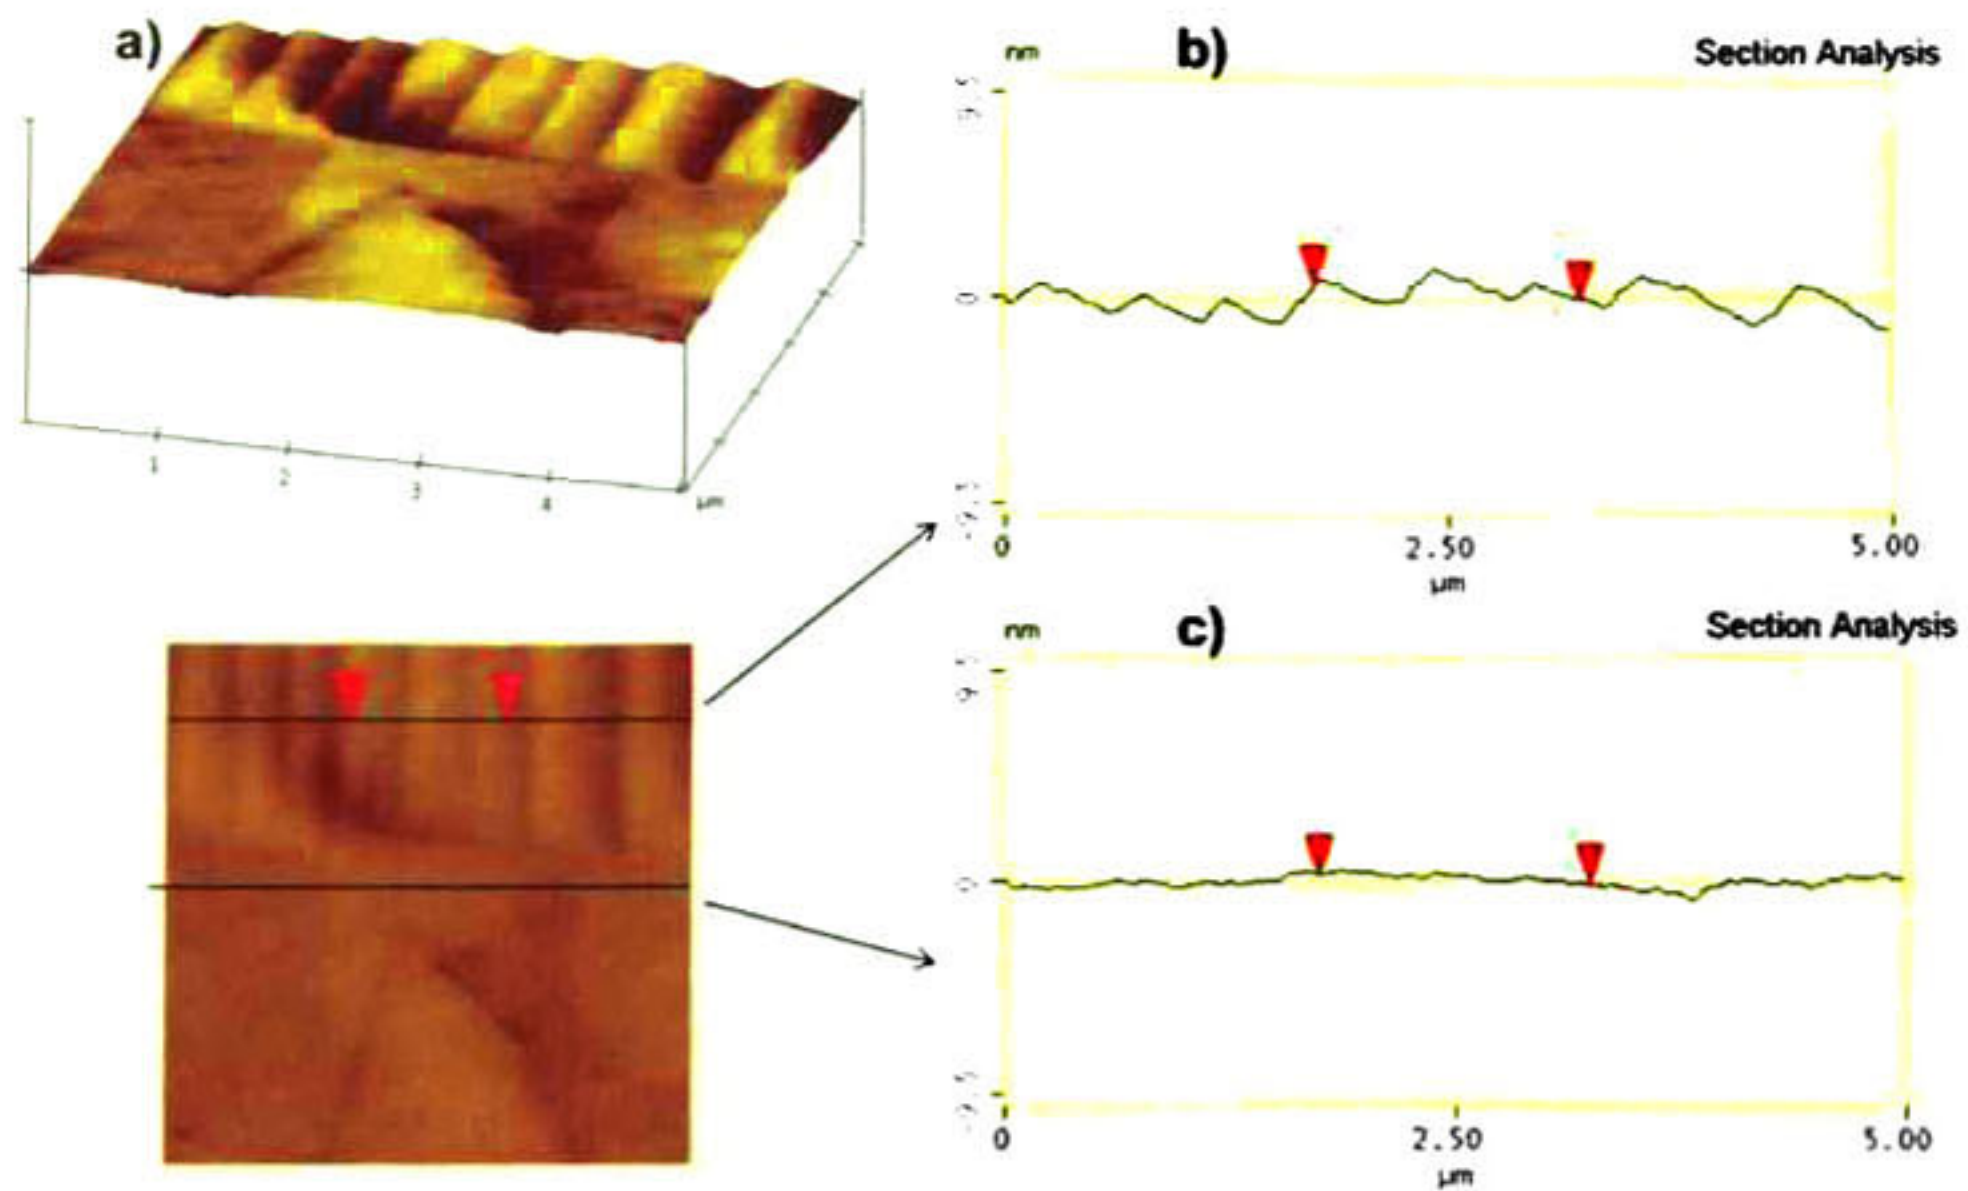 a)
1
2
3
4
µm
nm
b)
Section Analysis
0
0
2.50
5.00
µm
nm
c)
Section Analysis
0
0
2.50
5.00
µm